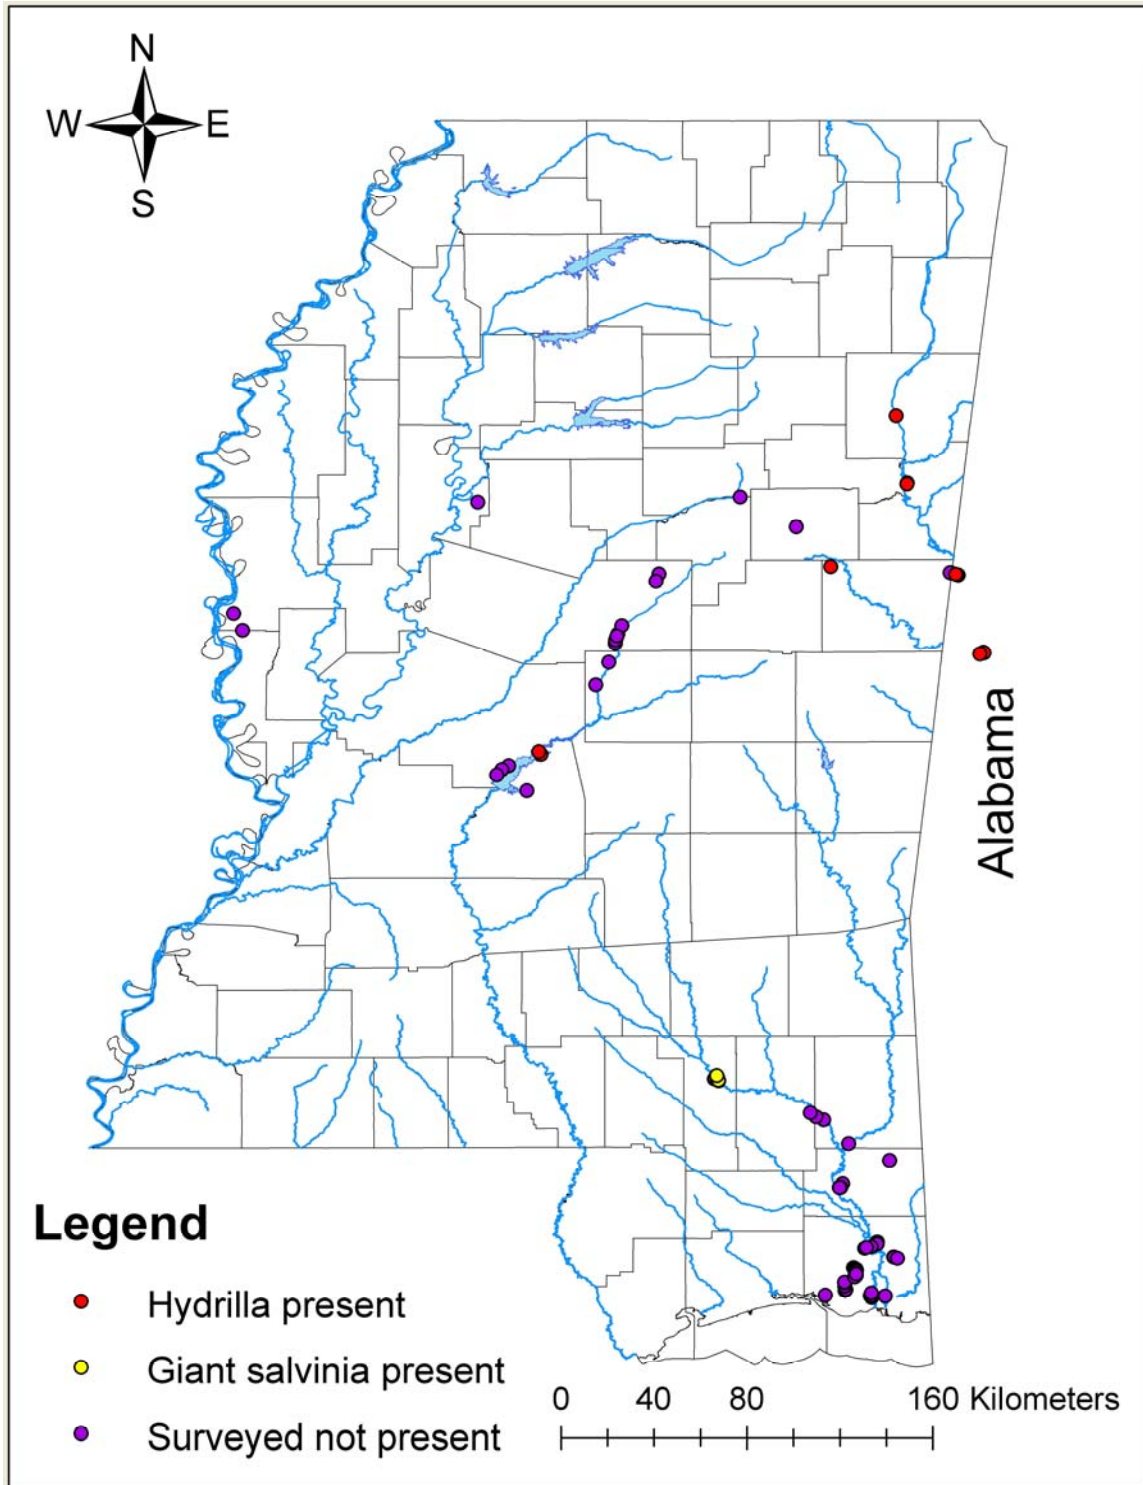 N
W E
S
Alabama
Legend
Hydrilla present
Giant salvinia present
Surveyed not present
0 40 80 160 Kilometers